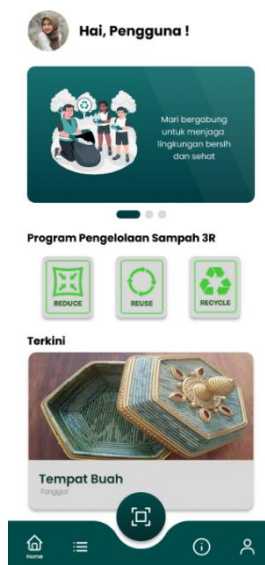 Hai, Pengguna !
Mari bergabung
untuk menjaga
lingkungan bersih
dan sehat
Program Pengelolaan Sampah 3R
REDUCE
REUSE
RECYCLE
Terkini
Tempat Buah
Tanggal
Home